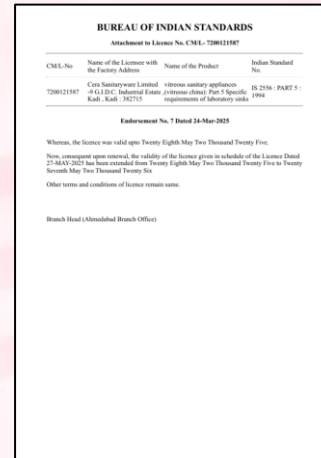 BUREAU OF INDIAN STANDARDS
Attachment to Licence No. CM/L- 7200121587
CM/L-No
Name of the Licensee with the Factory Address
Name of the Product
Indian Standard No.
7200121587
Cera Sanitaryware Limited
-9 G.I.D.C. Industrial Estate ,
Kadi , Kadi : 382715
vitreous sanitary appliances
(vitreous china): Part 5 Specific
requirements of laboratory sinks
IS 2556 : PART 5 :
1994
Endorsement No. 7 Dated 24-Mar-2025
Whereas, the licence was valid upto Twenty Eighth May Two Thousand Twenty Five.
Now, consequent upon renewal, the validity of the licence given in schedule of the Licence Dated
27-MAY-2025 has been extended from Twenty Eighth May Two Thousand Twenty Five to Twenty
Seventh May Two Thousand Twenty Six
Other terms and conditions of licence remain same.
Branch Head (Ahmedabad Branch Office)